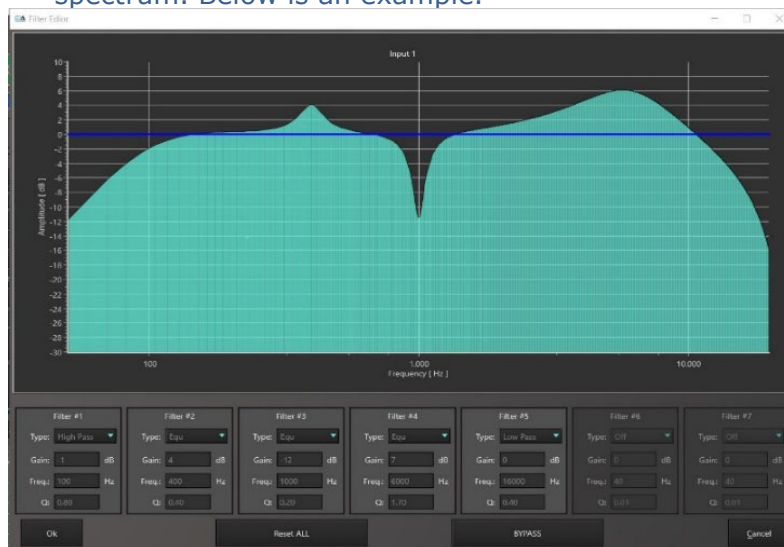 spectrum. Below is an example.
Filter Editor
Input 1
10
8
6
4
2
0
-2
-4
-6
-8
-10
-12
-14
-16
-18
-20
-22
-24
-26
-28
-30
Amplitude [ dB ]
100 1,000 10,000
Frequency [ Hz ]
Filter #1 Filter #2 Filter #3 Filter #4 Filter #5 Filter #6 Filter #7
Type: High Pass Type: Equ Type: Equ Type: Equ Type: Low Pass Type: Off Type: Off
Gain: -1 dB Gain: 4 dB Gain: -12 dB Gain: 7 dB Gain: 0 dB Gain: 0 dB Gain: 0 dB
Freq.: 100 Hz Freq.: 400 Hz Freq.: 1000 Hz Freq.: 6000 Hz Freq.: 16000 Hz Freq.: 40 Hz Freq.: 40 Hz
Q: 0.80 Q: 0.40 Q: 0.20 Q: 1.70 Q: 0.40 Q: 0.01 Q: 0.01
Ok Reset ALL BYPASS Cancel